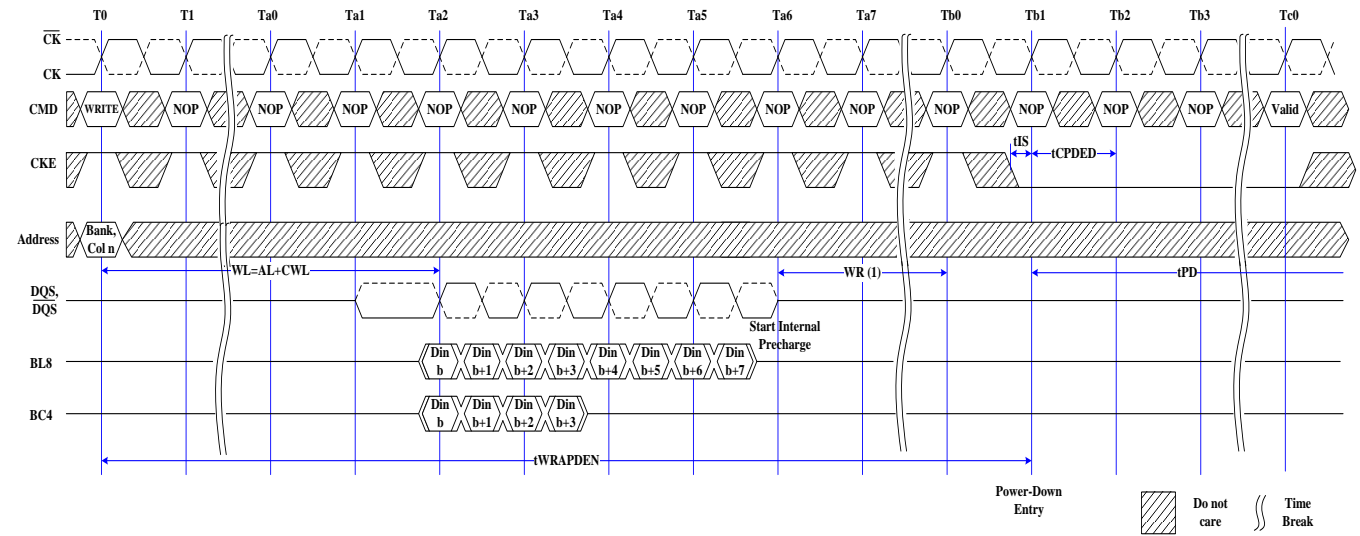 T0 T1 Ta0 Ta1 Ta2 Ta3 Ta4 Ta5 Ta6 Ta7 Tb0 Tb1 Tb2 Tb3 Tc0
CK
CK
CMD WRITE NOP NOP NOP NOP NOP NOP NOP NOP NOP NOP NOP NOP NOP Valid
tIS
CKE tCPDED
Address Bank,
Col n
WL=AL+CWL WR (1) tPD
DQS,
DQS
Start Internal
Precharge
BL8 Din Din Din Din Din Din Din Din
b b+1 b+2 b+3 b+4 b+5 b+6 b+7
BC4 Din Din Din Din
b b+1 b+2 b+3
tWRAPDEN
Power-Down
Entry
Do not
care
Time
Break